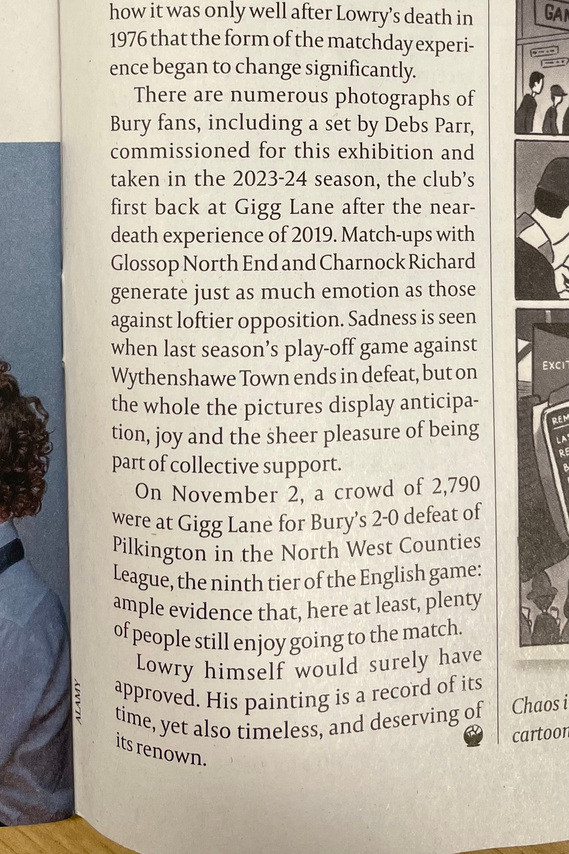 how it was only well after Lowry's death in
1976 that the form of the matchday experi-
ence began to change significantly.
There are numerous photographs of
Bury fans, including a set by Debs Parr,
commissioned for this exhibition and
taken in the 2023-24 season, the club's
first back at Gigg Lane after the near-
death experience of 2019. Match-ups with
Glossop North End and Charnock Richard
generate just as much emotion as those
against loftier opposition. Sadness is seen
when last season's play-off game against
Wythenshawe Town ends in defeat, but on
the whole the pictures display anticipa-
tion, joy and the sheer pleasure of being
part of collective support.
On November 2, a crowd of 2,790
were at Gigg Lane for Bury's 2-0 defeat of
Pilkington in the North West Counties
League, the ninth tier of the English game:
ample evidence that, here at least, plenty
of people still enjoy going to the match.
Lowry himself would surely have
approved. His painting is a record of its
time, yet also timeless, and deserving of
its renown.
ALAMY
GAM
EXCIT
REM
LA
RE
Chaos i
cartoon